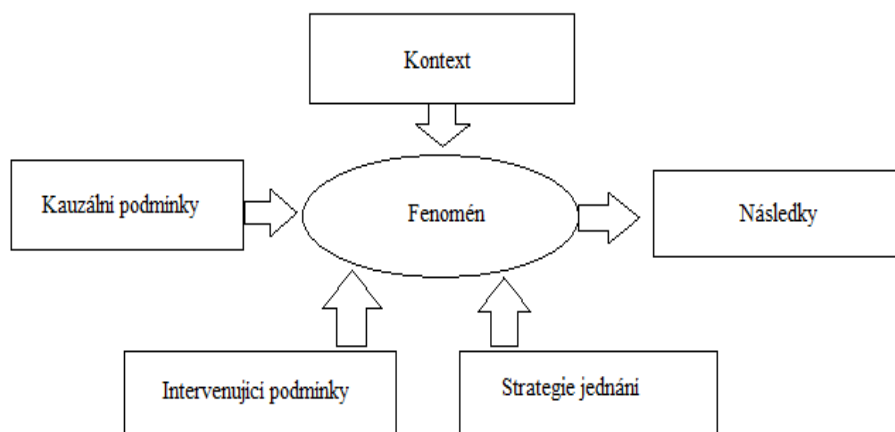 Kontext
Kauzální podmínky
Fenomén
Následky
Intervenující podmínky
Strategie jednání